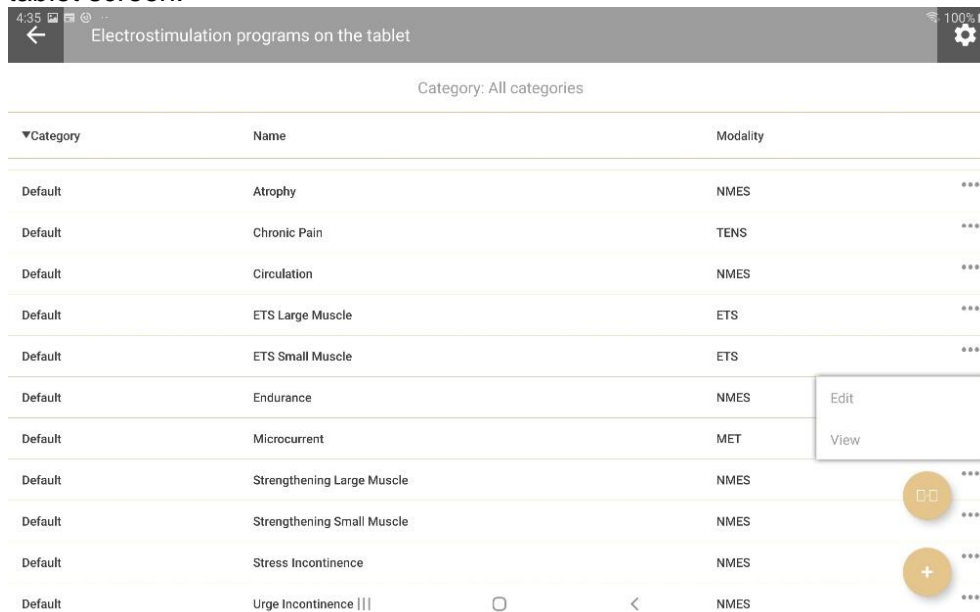 tablet screen.
4:35
100%
Electrostimulation programs on the tablet
Category: All categories
▼Category Name Modality
Default Atrophy NMES
Default Chronic Pain TENS
Default Circulation NMES
Default ETS Large Muscle ETS
Default ETS Small Muscle ETS
Default Endurance NMES Edit
Default Microcurrent MET View
Default Strengthening Large Muscle NMES
Default Strengthening Small Muscle NMES
Default Stress Incontinence NMES
Default Urge Incontinence NMES